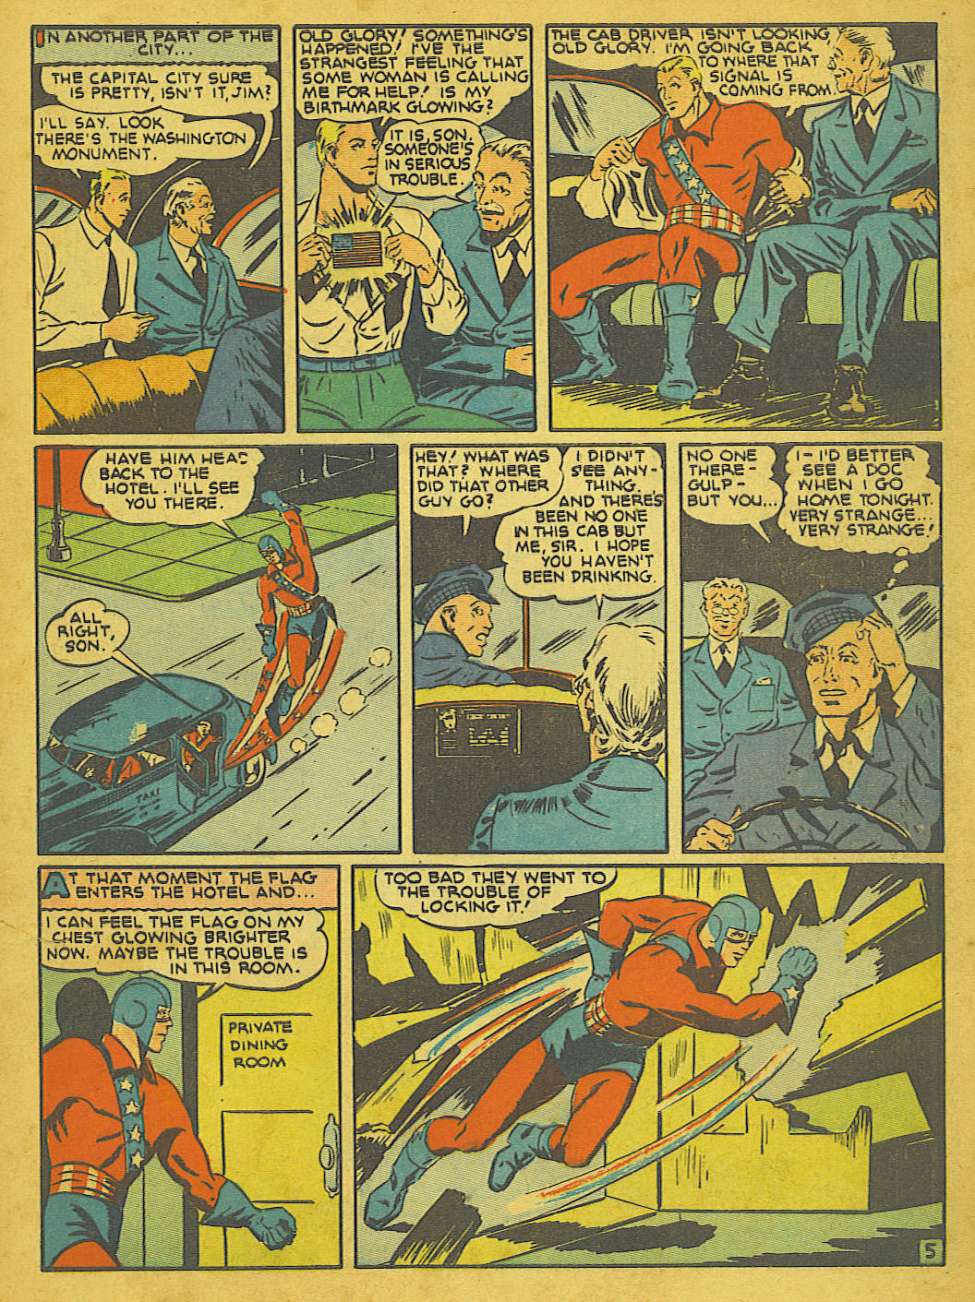 IN ANOTHER PART OF THE
CITY...
THE CAPITAL CITY SURE
IS PRETTY, ISN'T IT, JIM?
I'LL SAY. LOOK
THERE'S THE WASHINGTON
MONUMENT.
OLD GLORY! SOMETHING'S
HAPPENED! I'VE THE
STRANGEST FEELING THAT
SOME WOMAN IS CALLING
ME FOR HELP! IS MY
BIRTHMARK GLOWING?
IT IS, SON.
SOMEONE'S
IN SERIOUS
TROUBLE.
THE CAB DRIVER ISN'T LOOKING
OLD GLORY. I'M GOING BACK
TO WHERE THAT
SIGNAL IS
COMING FROM.
HAVE HIM HEAD
BACK TO THE
HOTEL. I'LL SEE
YOU THERE.
ALL
RIGHT,
SON.
TAXI
HEY! WHAT WAS
THAT? WHERE
DID THAT OTHER
GUY GO?
I DIDN'T
SEE ANY-
THING.
AND THERE'S
BEEN NO ONE
IN THIS CAB BUT
ME, SIR. I HOPE
YOU HAVEN'T
BEEN DRINKING.
NO ONE
THERE-
GULP-
BUT YOU...
I-I'D BETTER
SEE A DOC
WHEN I GO
HOME TONIGHT.
VERY STRANGE...
VERY STRANGE!
AT THAT MOMENT THE FLAG
ENTERS THE HOTEL AND...
I CAN FEEL THE FLAG ON MY
CHEST GLOWING BRIGHTER
NOW. MAYBE THE TROUBLE IS
IN THIS ROOM.
PRIVATE
DINING
ROOM
TOO BAD THEY WENT TO
THE TROUBLE OF
LOCKING IT!
5